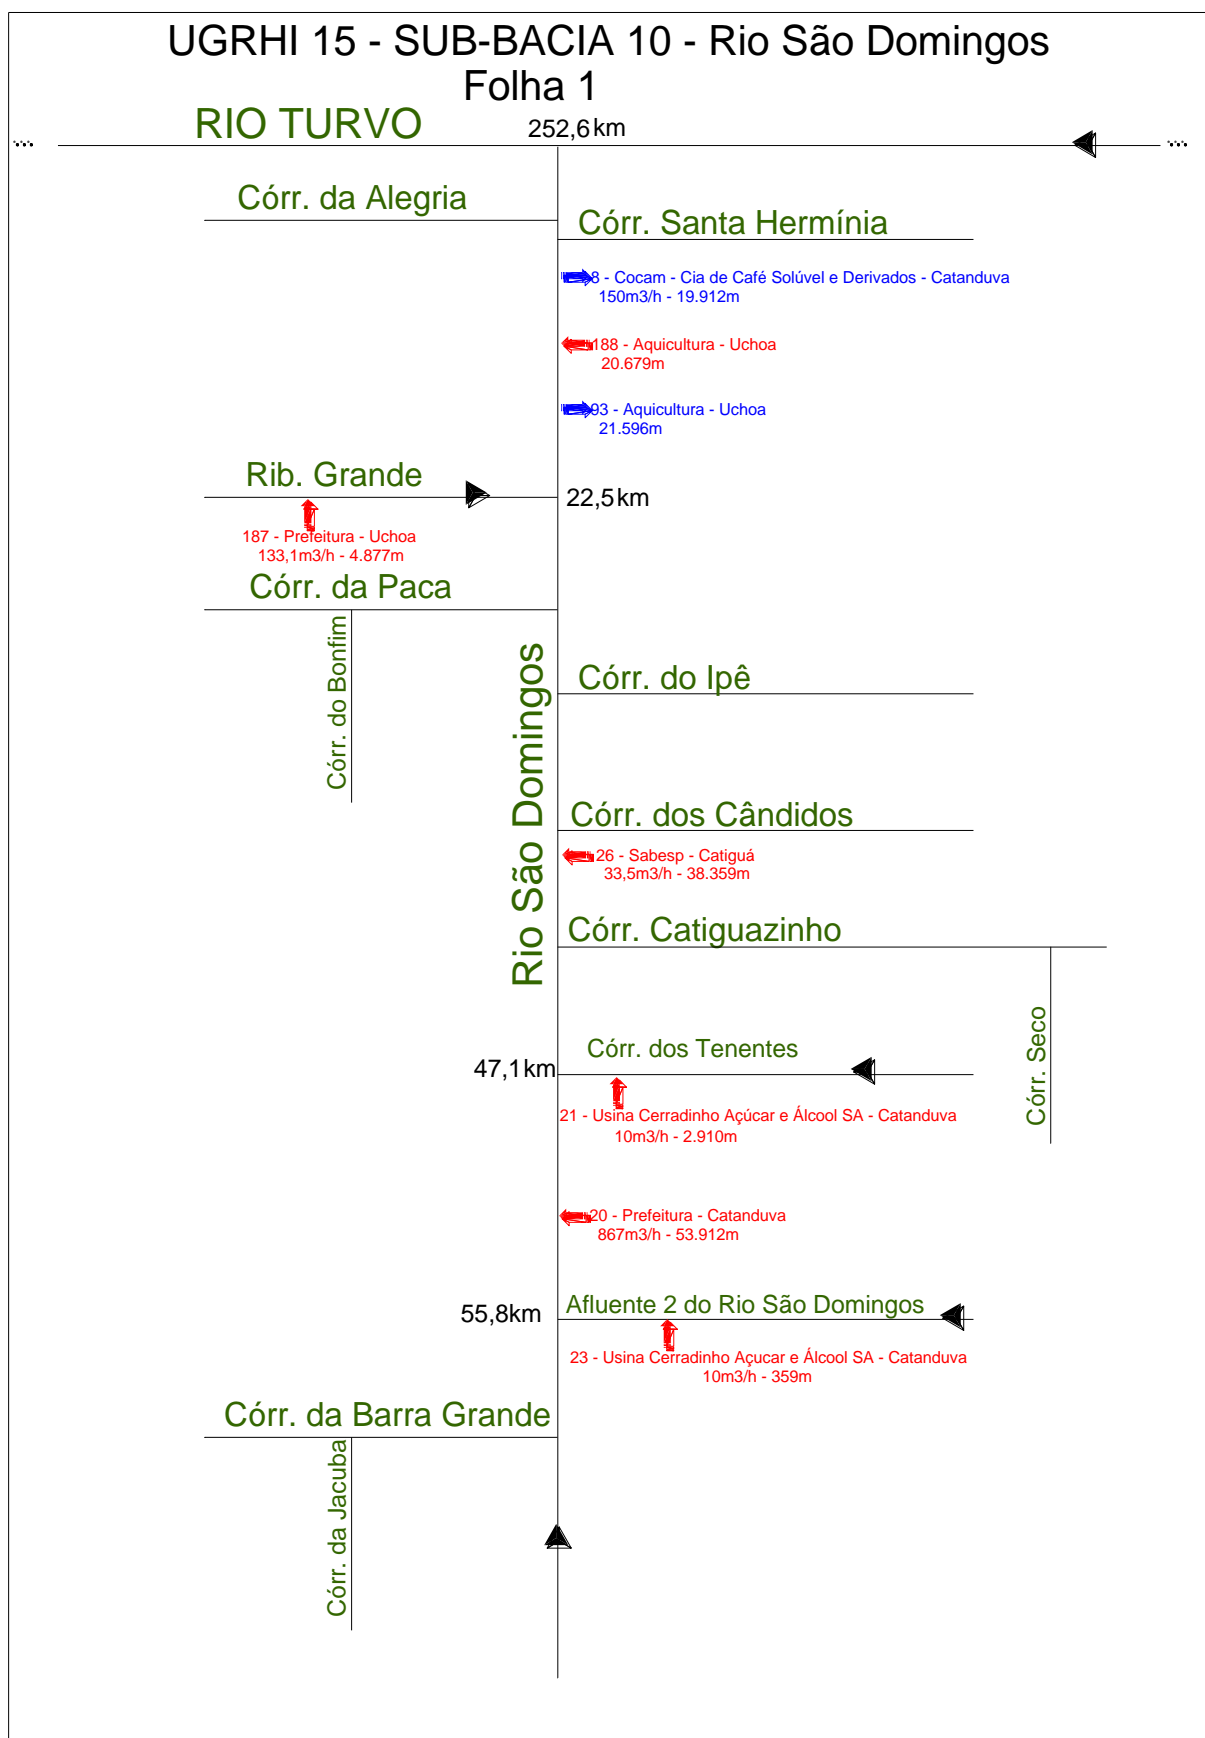 UGRHI 15 - SUB-BACIA 10 - Rio São Domingos
Folha 1
RIO TURVO
252,6 km
Córr. da Alegria
Córr. Santa Hermínia
8 - Cocam - Cia de Café Solúvel e Derivados - Catanduva
150m3/h - 19.912m
188 - Aquicultura - Uchoa
20.679m
93 - Aquicultura - Uchoa
21.596m
Rib. Grande
22,5 km
187 - Prefeitura - Uchoa
133,1m3/h - 4.877m
Córr. da Paca
Córr. do Bonfim
Rio São Domingos
Córr. do Ipê
Córr. dos Cândidos
26 - Sabesp - Catiguá
33,5m3/h - 38.359m
Córr. Catiguazinho
Córr. Seco
Córr. dos Tenentes
47,1 km
21 - Usina Cerradinho Açúcar e Álcool SA - Catanduva
10m3/h - 2.910m
20 - Prefeitura - Catanduva
867m3/h - 53.912m
Afluente 2 do Rio São Domingos
55,8km
23 - Usina Cerradinho Açucar e Álcool SA - Catanduva
10m3/h - 359m
Córr. da Barra Grande
Córr. da Jacuba